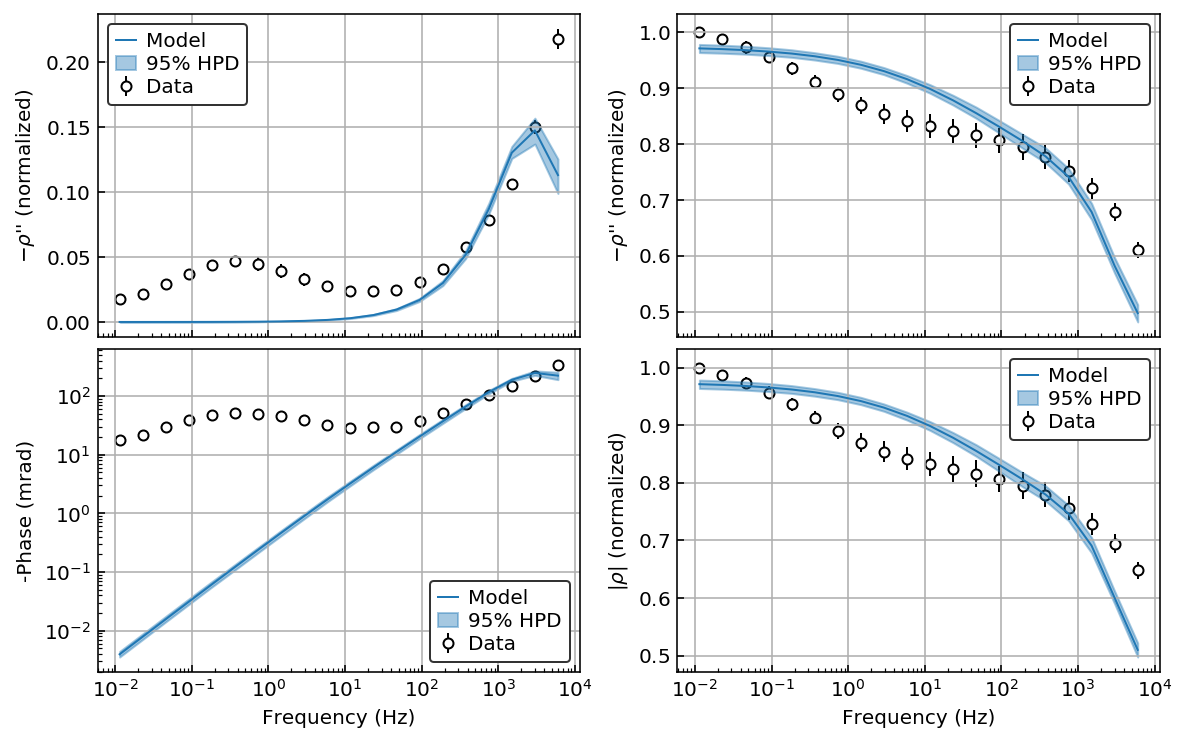 Model
95% HPD
Data
−ρ'' (normalized)
0.20
0.15
0.10
0.05
0.00
Model
95% HPD
Data
−ρ'' (normalized)
1.0
0.9
0.8
0.7
0.6
0.5
Model
95% HPD
Data
-Phase (mrad)
10²
10¹
10⁰
10⁻¹
10⁻²
10⁻² 10⁻¹ 10⁰ 10¹ 10² 10³ 10⁴
Frequency (Hz)
Model
95% HPD
Data
|ρ| (normalized)
1.0
0.9
0.8
0.7
0.6
0.5
10⁻² 10⁻¹ 10⁰ 10¹ 10² 10³ 10⁴
Frequency (Hz)